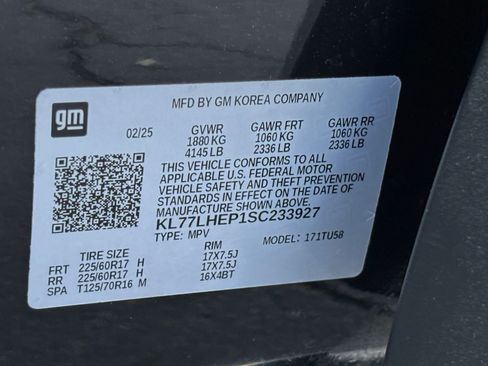 gm
MFD BY GM KOREA COMPANY
02/25 GVWR GAWR FRT GAWR RR
1880 KG 1060 KG 1060 KG
4145 LB 2336 LB 2336 LB
THIS VEHICLE CONFORMS TO ALL
APPLICABLE U.S. FEDERAL MOTOR
VEHICLE SAFETY AND THEFT PREVENTION
STANDARDS IN EFFECT ON THE DATE OF
MANUFACTURE SHOWN ABOVE.
KL77LHEP1SC233927
TYPE: MPV MODEL: 171TU58
TIRE SIZE RIM
FRT 225/60R17 H 17X7.5J
RR 225/60R17 H 17X7.5J
SPA T125/70R16 M 16X4BT